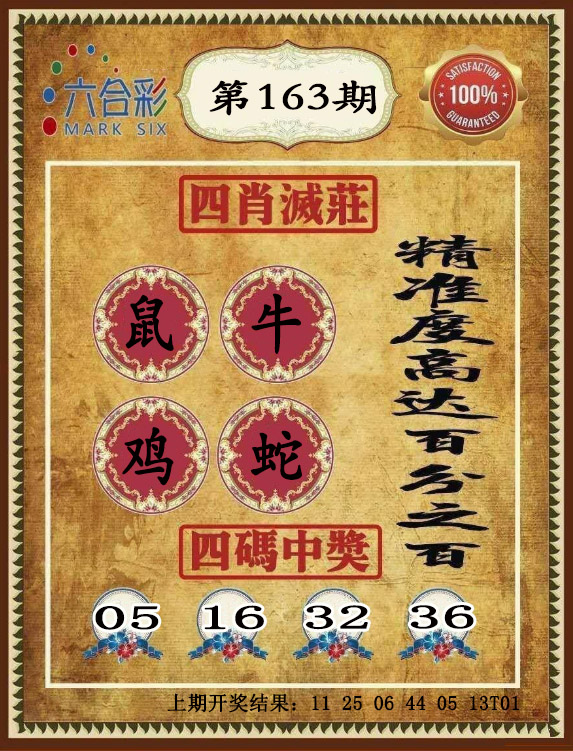 六合彩
MARK SIX
第163期
SATISFACTION
100%
GUARANTEED
四肖滅莊
鼠 牛
鸡 蛇
精准度高达百分之百
四碼中獎
05 16 32 36
上期开奖结果: 11 25 06 44 05 13T01